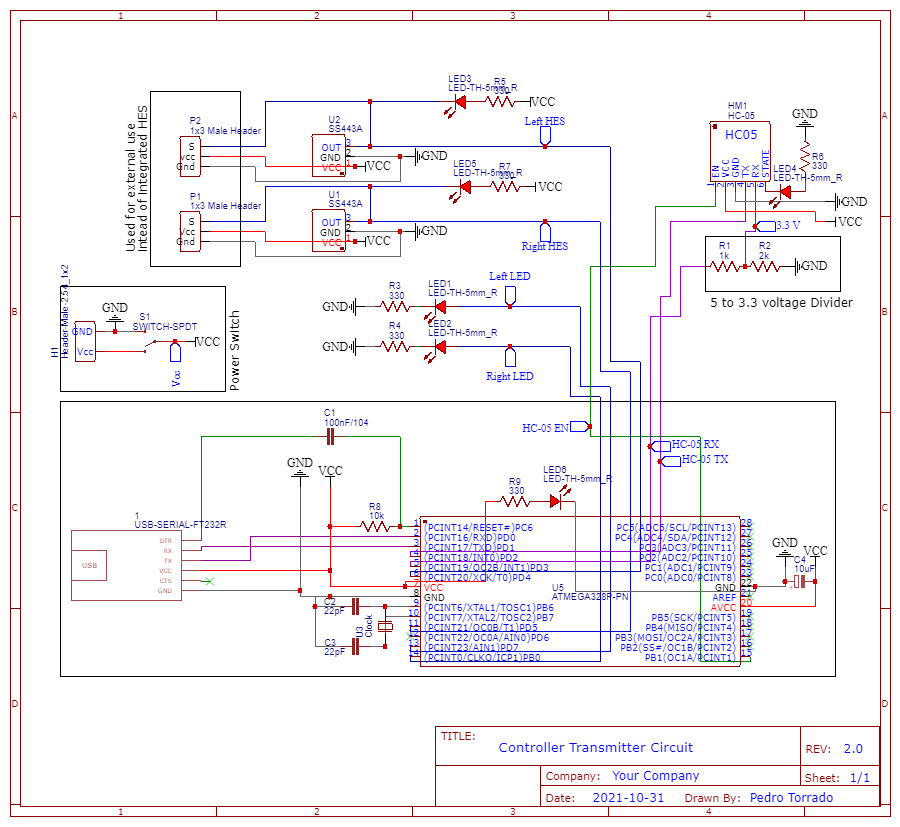 1 2 3 4
A A
B B
C C
D D
1 2 3 4
Used for external use
Intead of Integrated HES
P2
1x3 Male Header
S
vcc
Gnd
P1
1x3 Male Header
S
Vcc
Gnd
U2
SS443A
OUT 3
GND 2
VCC 1
VCC
GND
U1
SS443A
OUT 3
GND 2
VCC 1
VCC
GND
LED3
LED-TH-5mm_R
R5
330
VCC
Left HES
LED5
LED-TH-5mm_R
R7
330
VCC
Right HES
HM1
HC-05
HC05
EN
VCC
GND
TX
RX
STATE
1 2 3 4 5 6
GND
R6
330
LED4
LED-TH-5mm_R
GND
VCC
3.3 V
R1
1k
R2
2k
GND
5 to 3.3 voltage Divider
H1
Header-Male-2.54_1x2
GND
Vcc
GND
S1
SWITCH-SPDT
VCC
Vcc
Power Switch
GND
R3
330
LED1
LED-TH-5mm_R
Left LED
GND
R4
330
LED2
LED-TH-5mm_R
Right LED
HC-05 EN
HC-05 RX
HC-05 TX
C1
100nF/104
GND
VCC
R8
10k
R9
330
LED6
LED-TH-5mm_R
1
USB-SERIAL-FT232R
USB
DTR
RX
TX
VCC
CTS
GND
C2
22pF
C3
22pF
U3
Clock
U5
ATMEGA328P-PN
1 (PCINT14/RESET#)PC6
2 (PCINT16/RXD)PD0
3 (PCINT17/TXD)PD1
4 (PCINT18/INT0)PD2
5 (PCINT19/OC2B/INT1)PD3
6 (PCINT20/XCK/T0)PD4
7 VCC
8 GND
9 (PCINT6/XTAL1/TOSC1)PB6
10 (PCINT7/XTAL2/TOSC2)PB7
11 (PCINT21/OC0B/T1)PD5
12 (PCINT22/OC0A/AIN0)PD6
13 (PCINT23/AIN1)PD7
14 (PCINT0/CLKO/ICP1)PB0
PC5(ADC5/SCL/PCINT13) 28
PC4(ADC4/SDA/PCINT12) 27
PC3(ADC3/PCINT11) 26
PC2(ADC2/PCINT10) 25
PC1(ADC1/PCINT9) 24
PC0(ADC0/PCINT8) 23
GND 22
AREF 21
AVCC 20
PB5(SCK/PCINT5) 19
PB4(MISO/PCINT4) 18
PB3(MOSI/OC2A/PCINT3) 17
PB2(SS#/OC1B/PCINT2) 16
PB1(OC1A/PCINT1) 15
GND
VCC
C4
10uF
TITLE:
Controller Transmitter Circuit
REV: 2.0
Company: Your Company
Sheet: 1/1
Date: 2021-10-31 Drawn By: Pedro Torrado